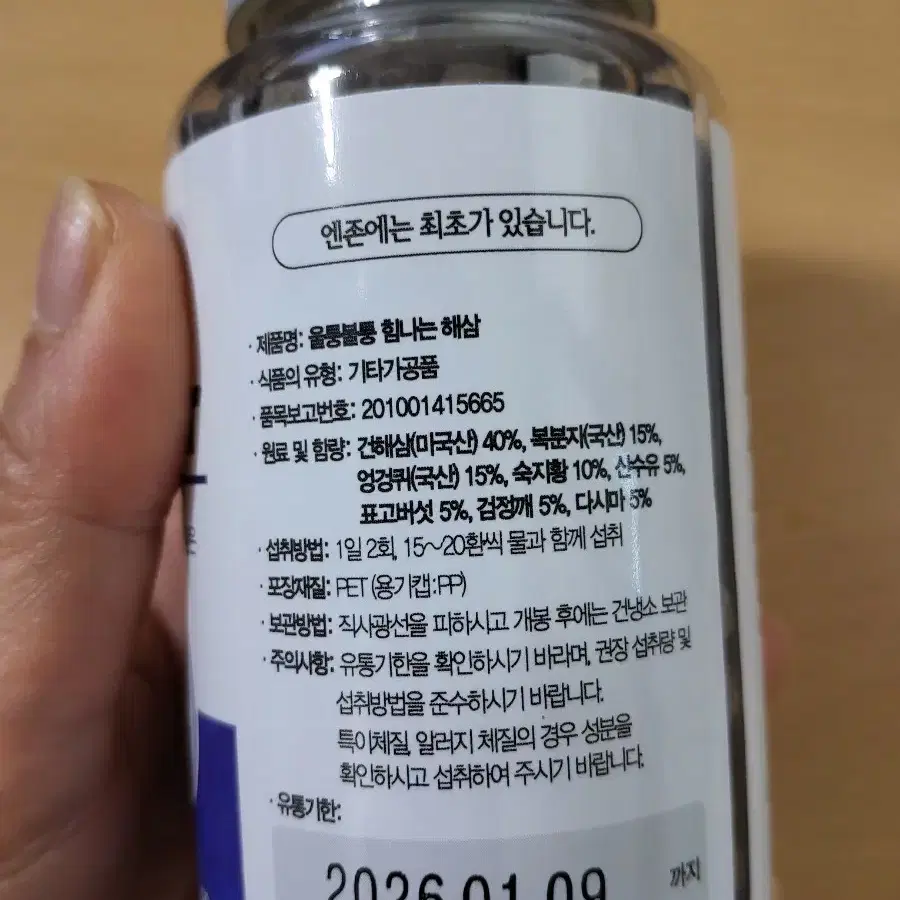 엔존에는 최초가 있습니다.
· 제품명: 울퉁불퉁 힘나는 해삼
· 식품의 유형: 기타가공품
· 품목보고번호: 201001415665
· 원료 및 함량: 건해삼(미국산) 40%, 복분자(국산) 15%,
엉겅퀴(국산) 15%, 숙지황 10%, 산수유 5%,
표고버섯 5%, 검정깨 5%, 다시마 5%
· 섭취방법: 1일 2회, 15~20환씩 물과 함께 섭취
· 포장재질: PET (용기캡:PP)
· 보관방법: 직사광선을 피하시고 개봉 후에는 건냉소 보관
· 주의사항: 유통기한을 확인하시기 바라며, 권장 섭취량 및
섭취방법을 준수하시기 바랍니다.
특이체질, 알러지 체질의 경우 성분을
확인하시고 섭취하여 주시기 바랍니다.
· 유통기한:
2026.01.09 까지